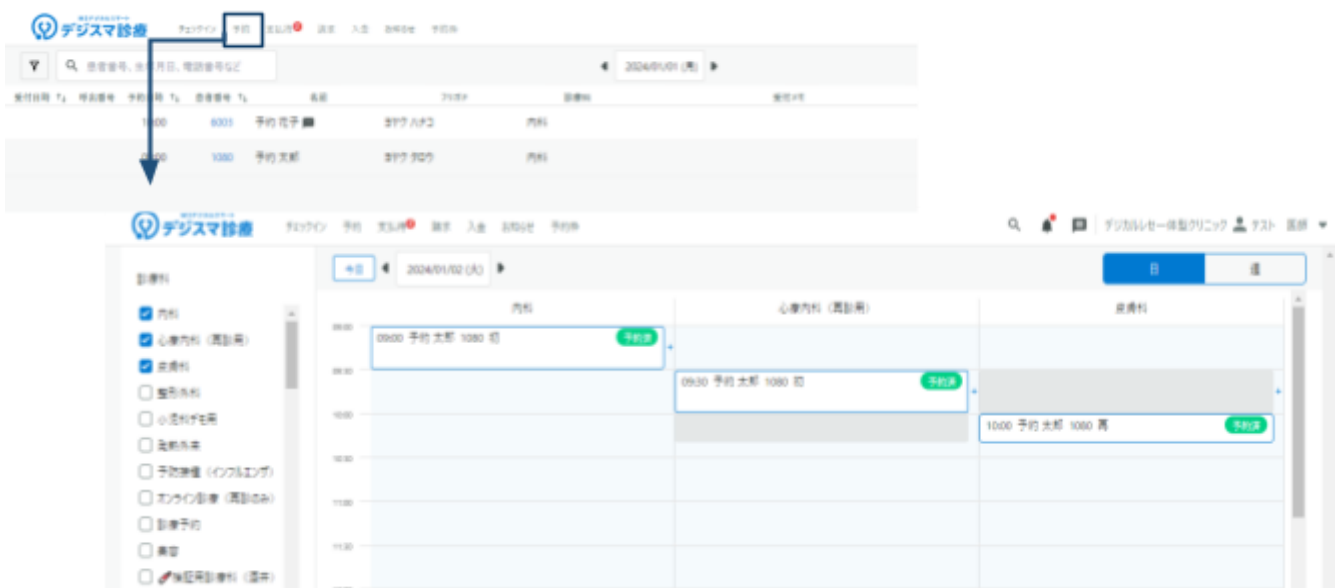 デジスマ診療
チェックイン 予約 支払待 請求 入金 お知らせ 予約枠
患者番号、生年月日、電話番号など
2024/01/01 (月)
受付日時 呼出番号 予約日時 患者番号 名前 フリガナ 診療科 受付メモ
6003 予約 花子 ヨヤク ハナコ 内科
1080 予約 太郎 ヨヤク タロウ 内科
デジスマ診療
チェックイン 予約 支払待 請求 入金 お知らせ 予約枠
デジカルレセ一体型クリニック テスト 医師
診療科
今日 2024/01/02 (火)
日 週
内科 心療内科（再診用） 皮膚科
内科
心療内科（再診用）
皮膚科
整形外科
小児科デモ用
発熱外来
予防接種（インフルエンザ）
オンライン診療（再診のみ）
診療予約
美容
検証用診療科（酒井）
09:00
09:00 予約 太郎 1080 初 予約済
09:30
09:30 予約 太郎 1080 初 予約済
10:00
10:00 予約 太郎 1080 再 予約済
10:30
11:00
11:30